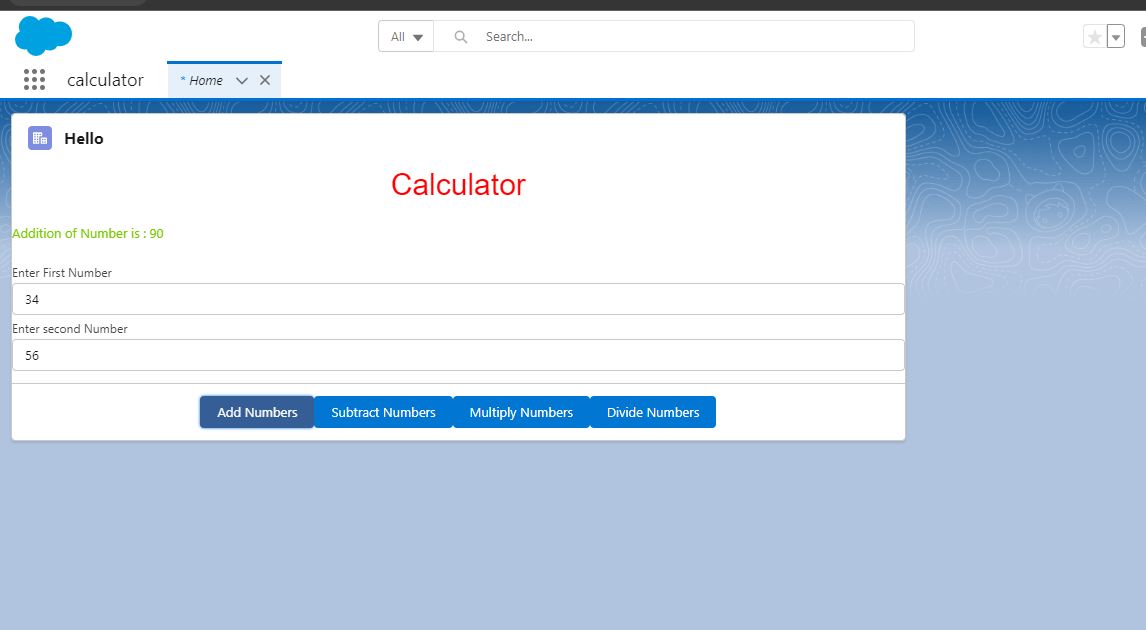 All
Search...
calculator
* Home
Hello
Calculator
Addition of Number is : 90
Enter First Number
34
Enter second Number
56
Add Numbers Subtract Numbers Multiply Numbers Divide Numbers